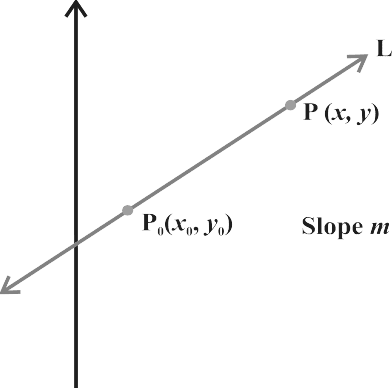 L
P (x, y)
P₀(x₀, y₀)
Slope m